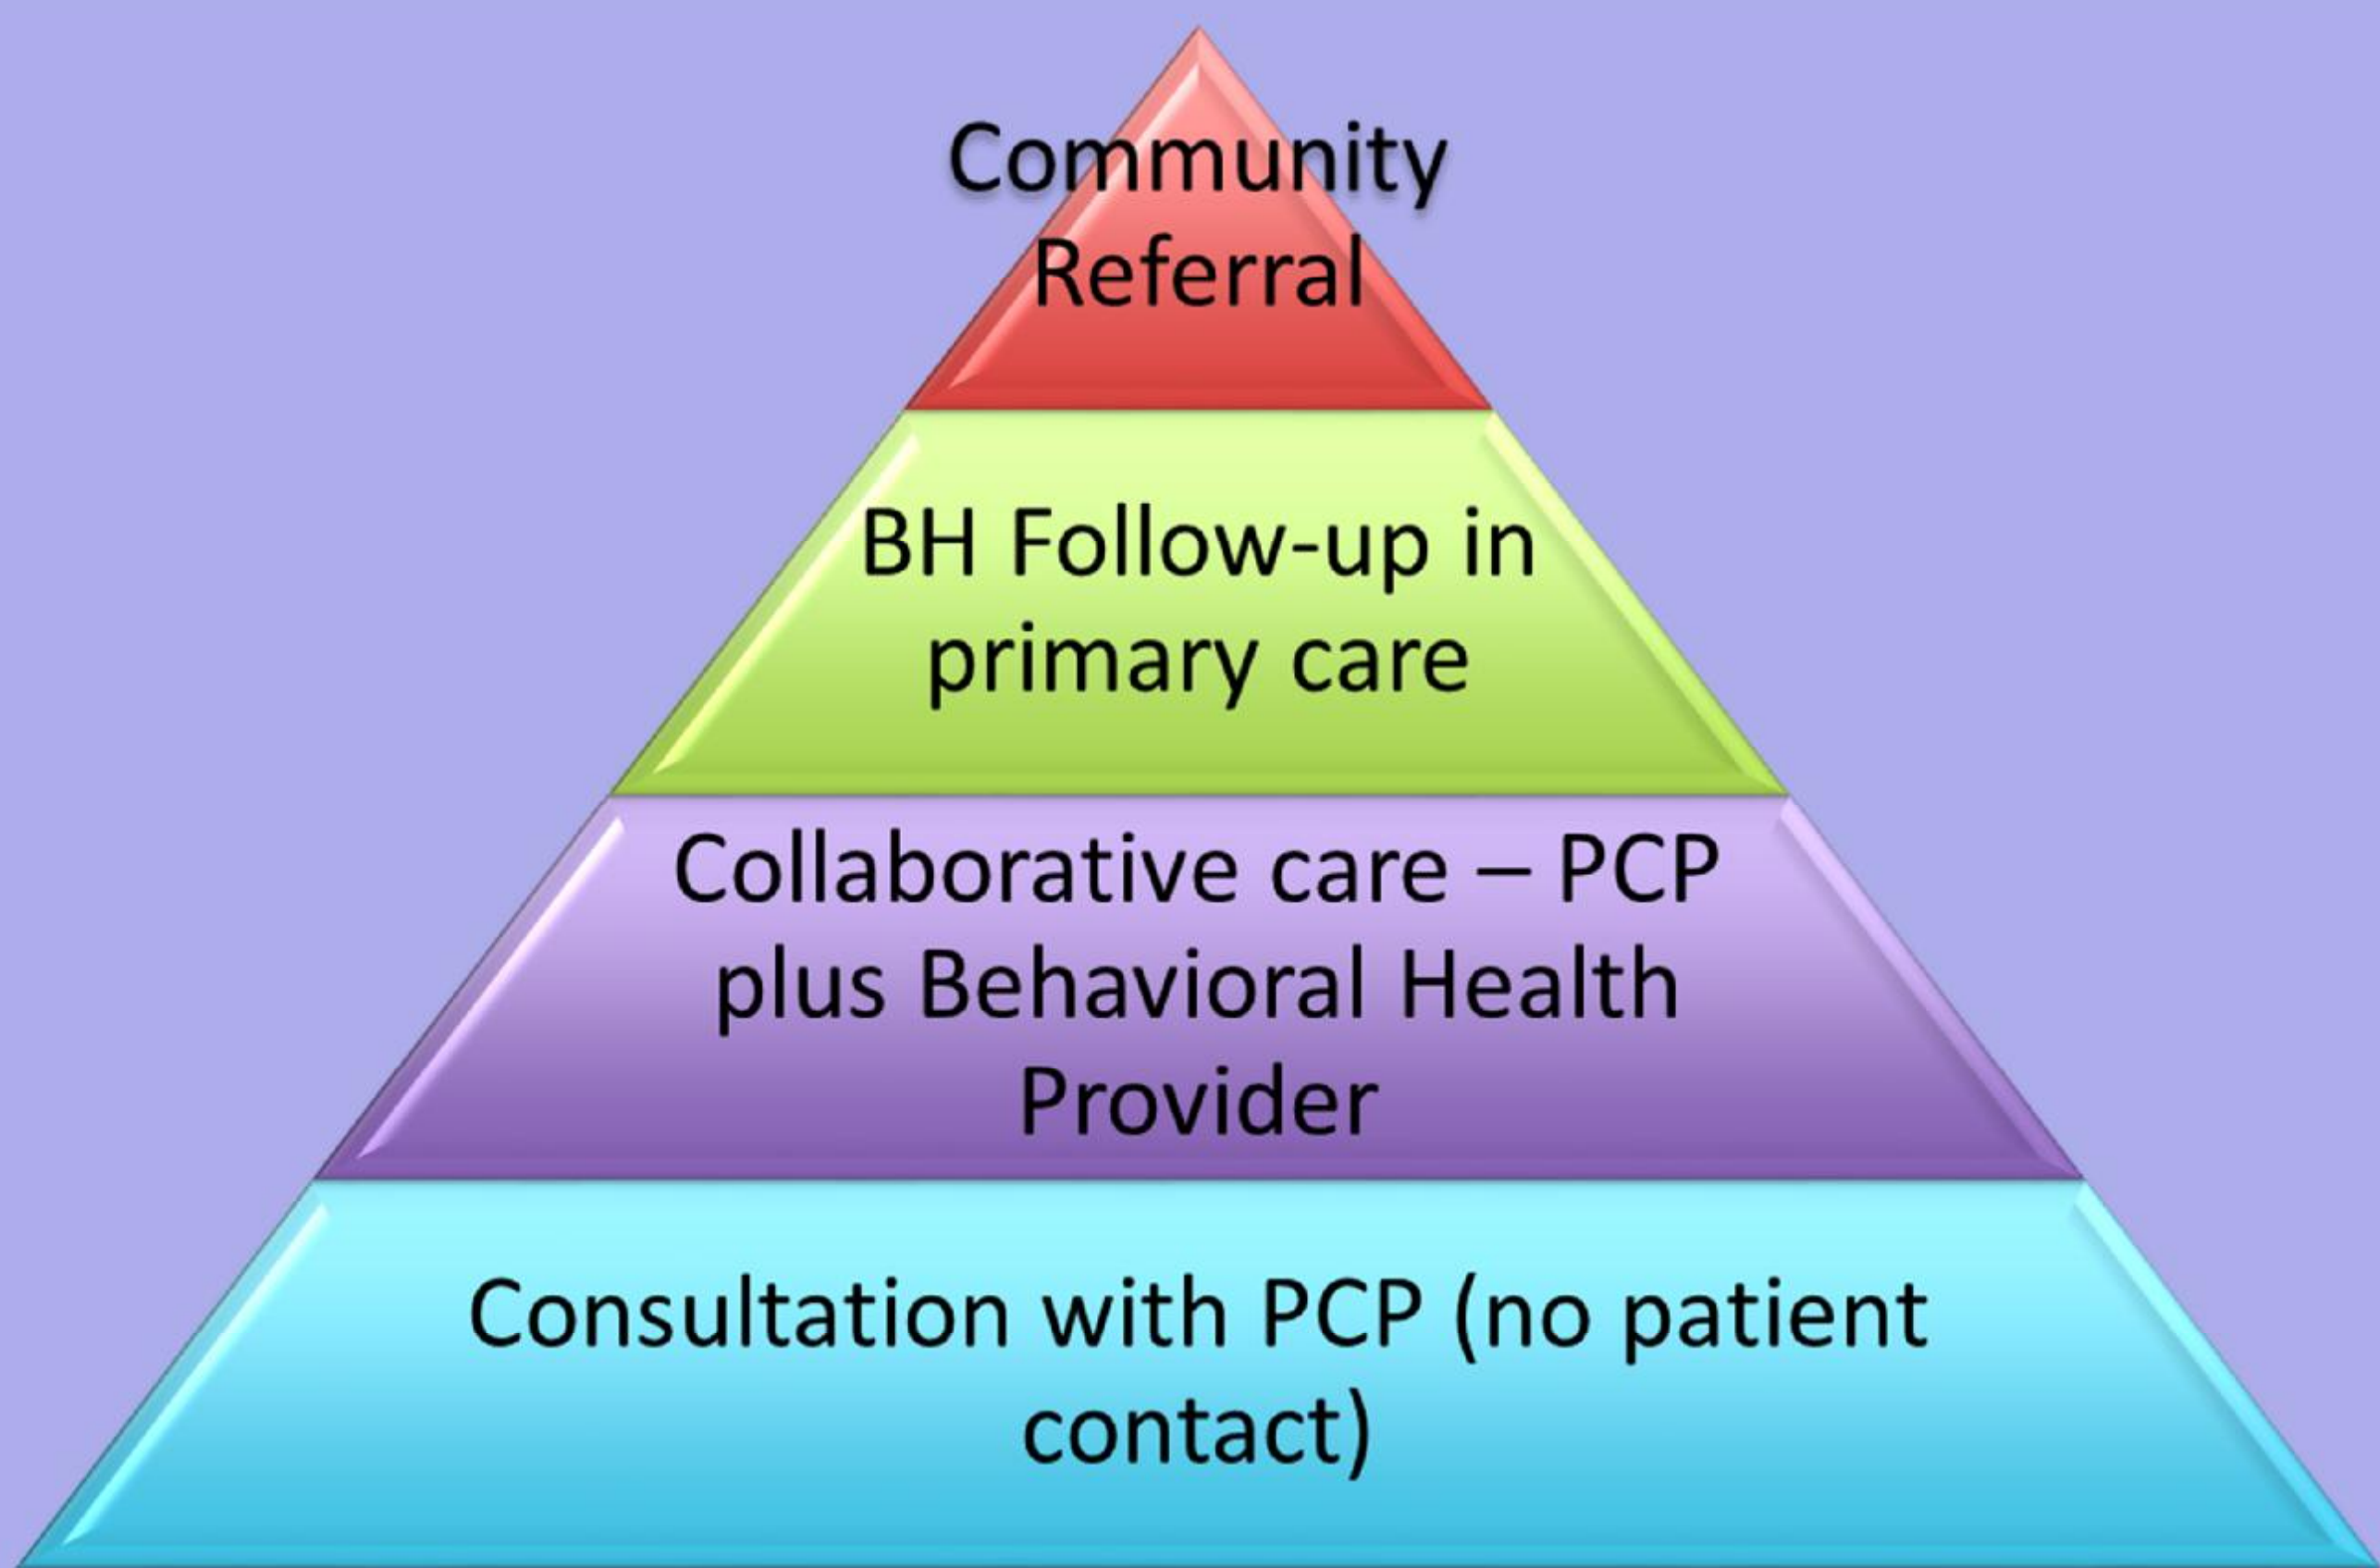 Community
Referral
BH Follow-up in
primary care
Collaborative care – PCP
plus Behavioral Health
Provider
Consultation with PCP (no patient
contact)